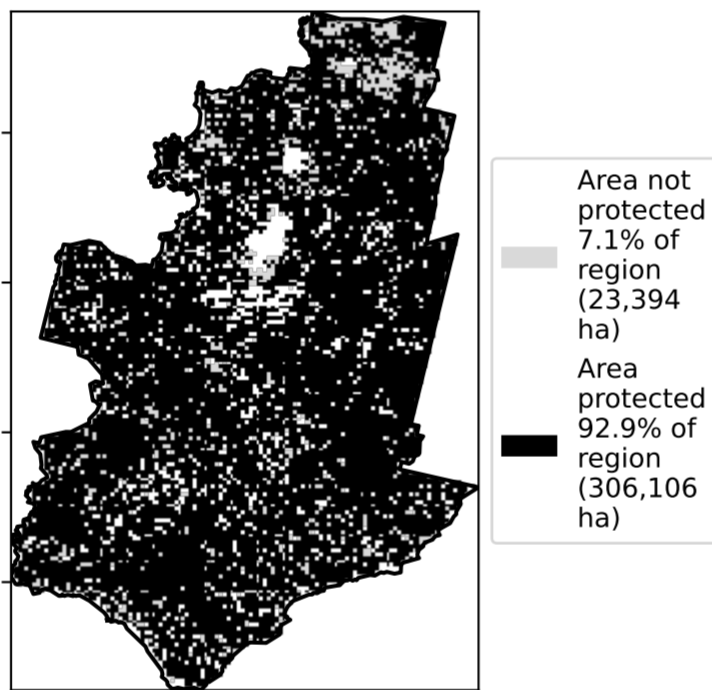 Area not
protected
7.1% of
region
(23,394
ha)
Area
protected
92.9% of
region
(306,106
ha)